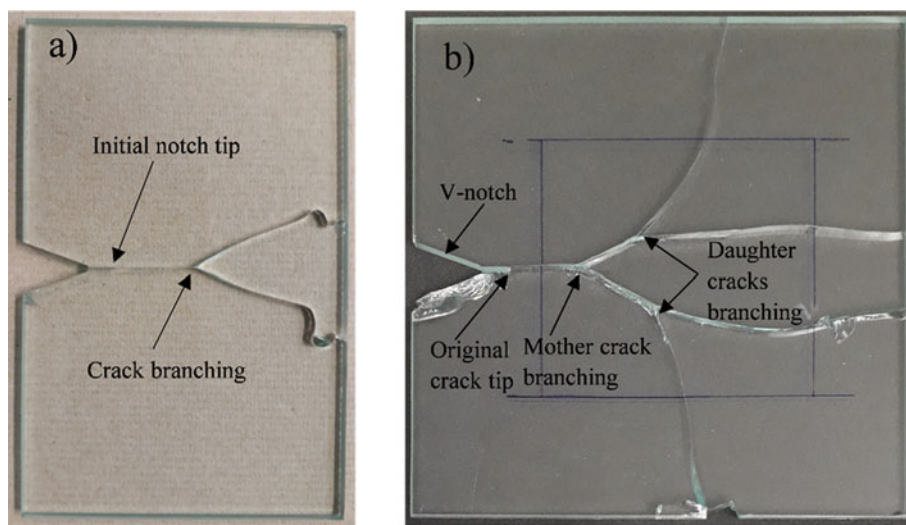 a)
Initial notch tip
Crack branching
b)
V-notch
Original
crack tip
Mother crack
branching
Daughter
cracks
branching